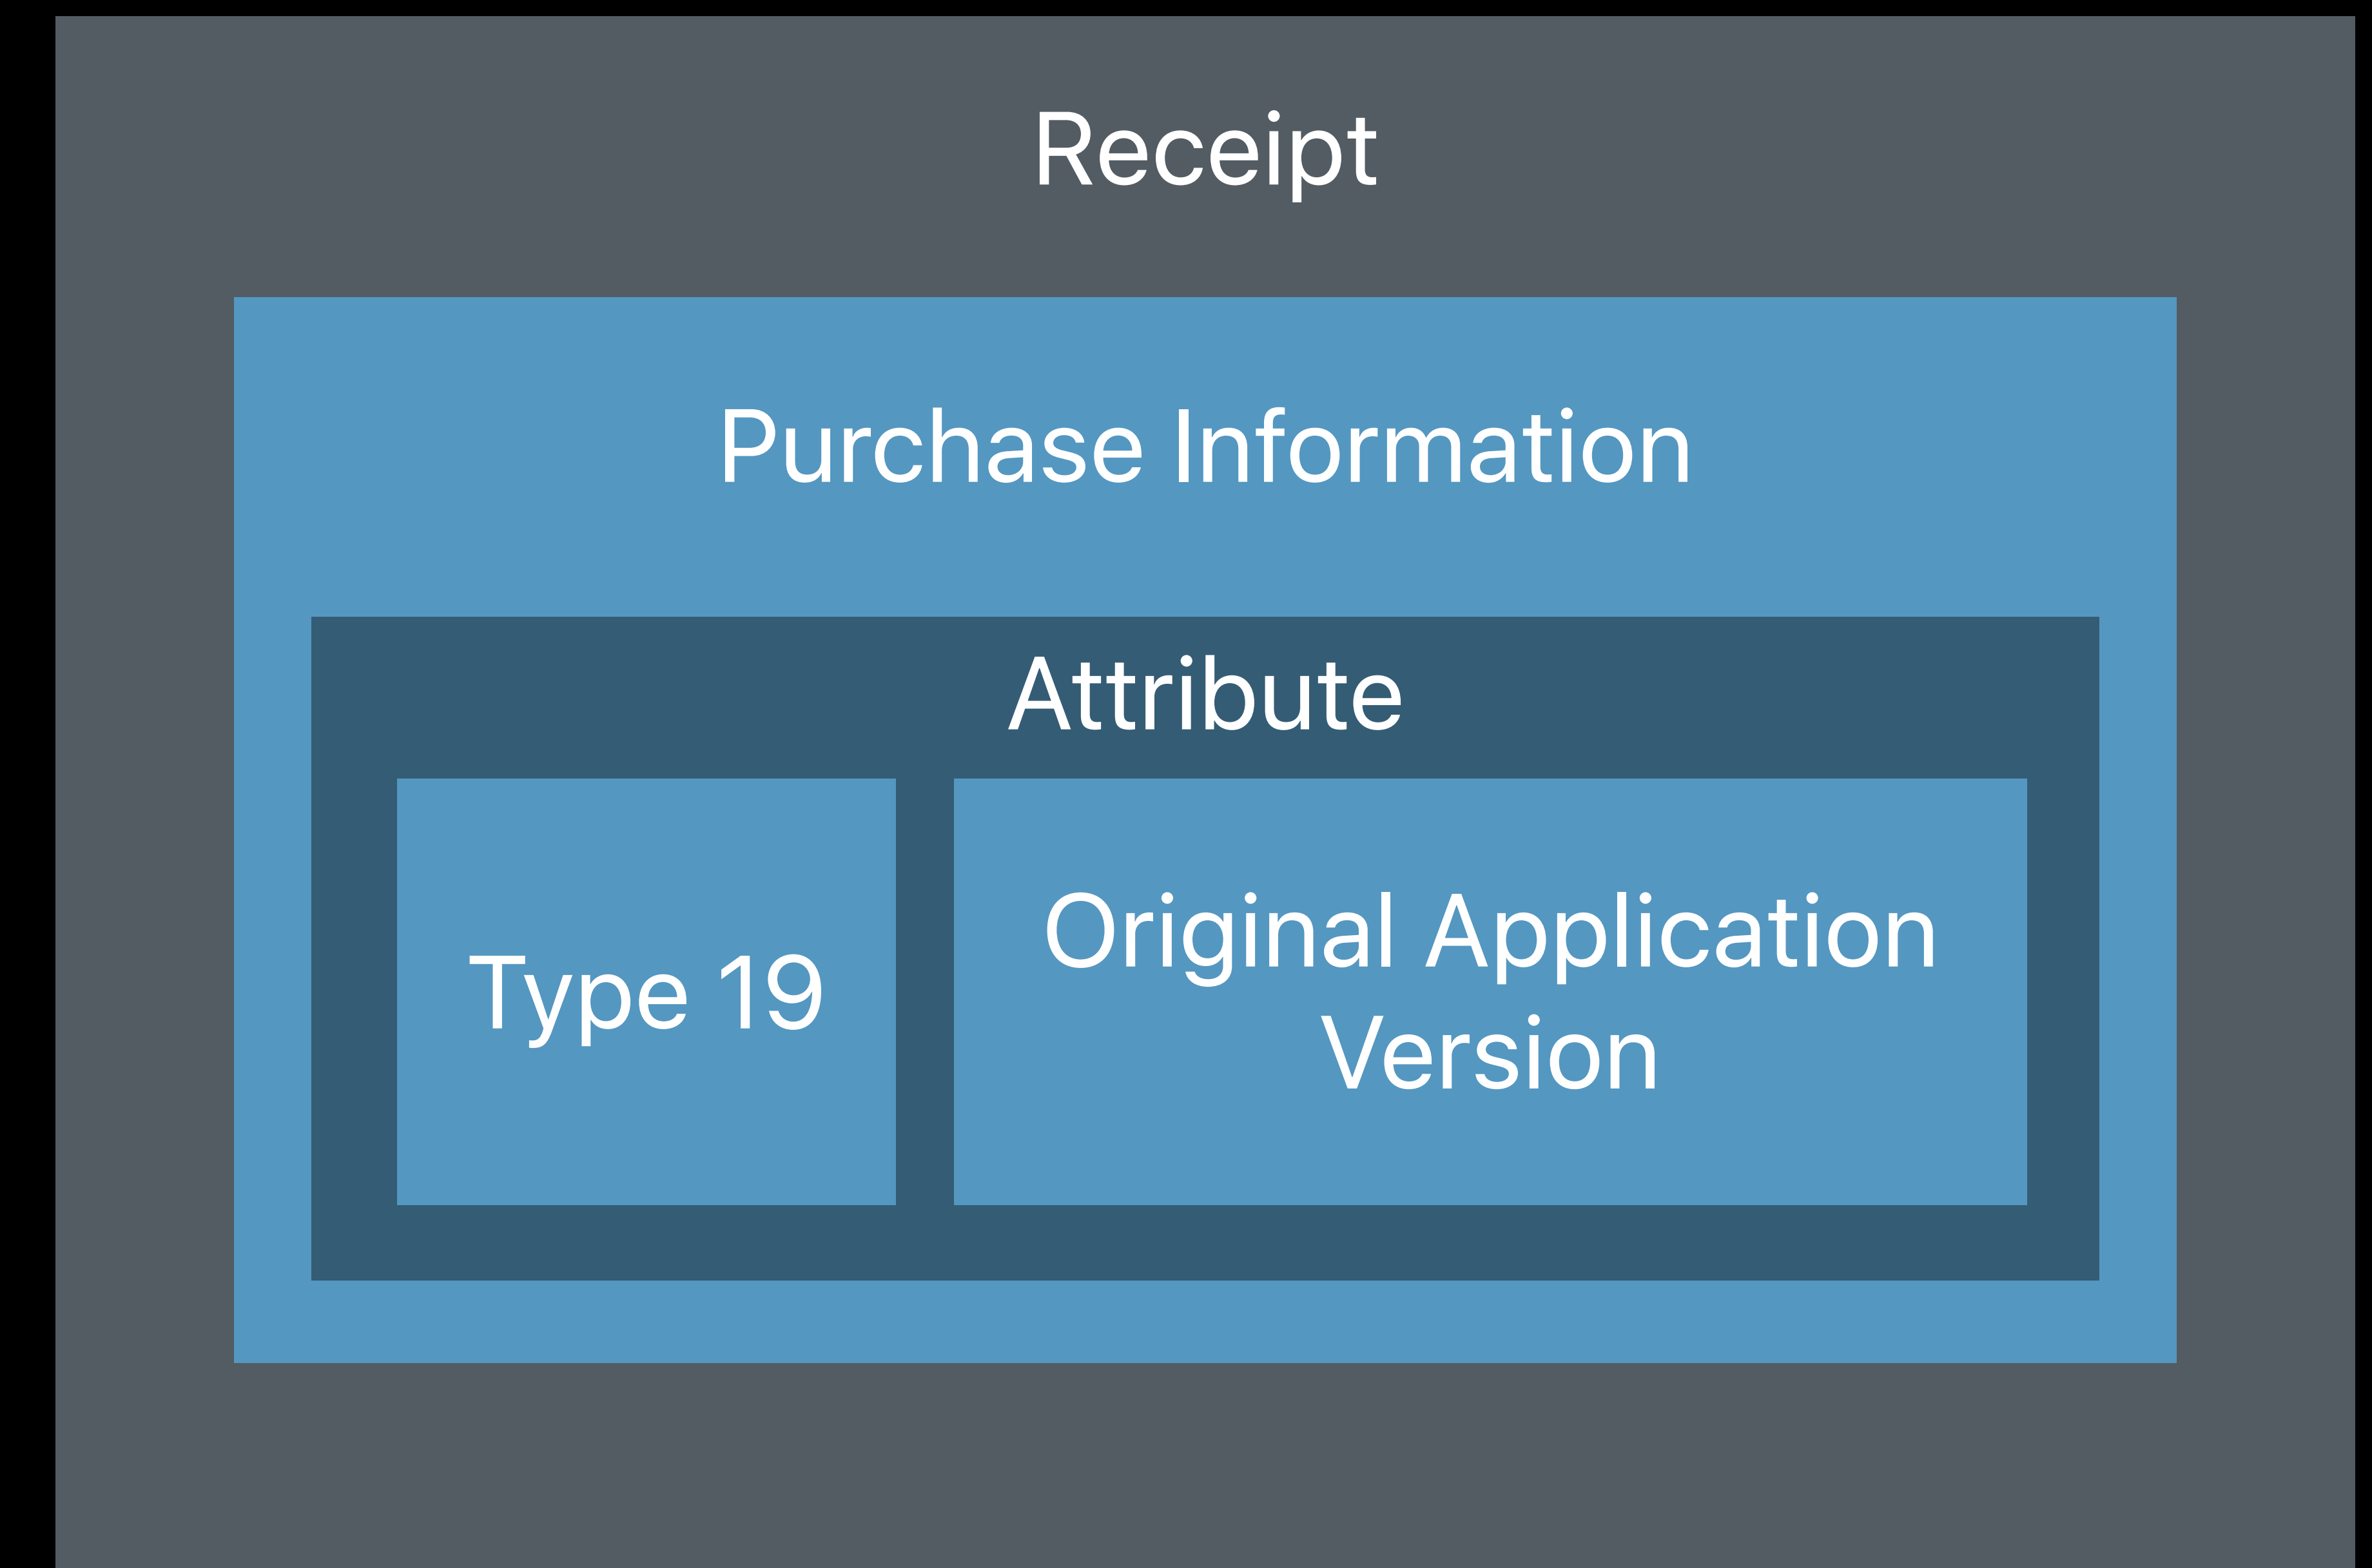 Receipt
Purchase Information
Attribute
Type 19
Original Application
Version